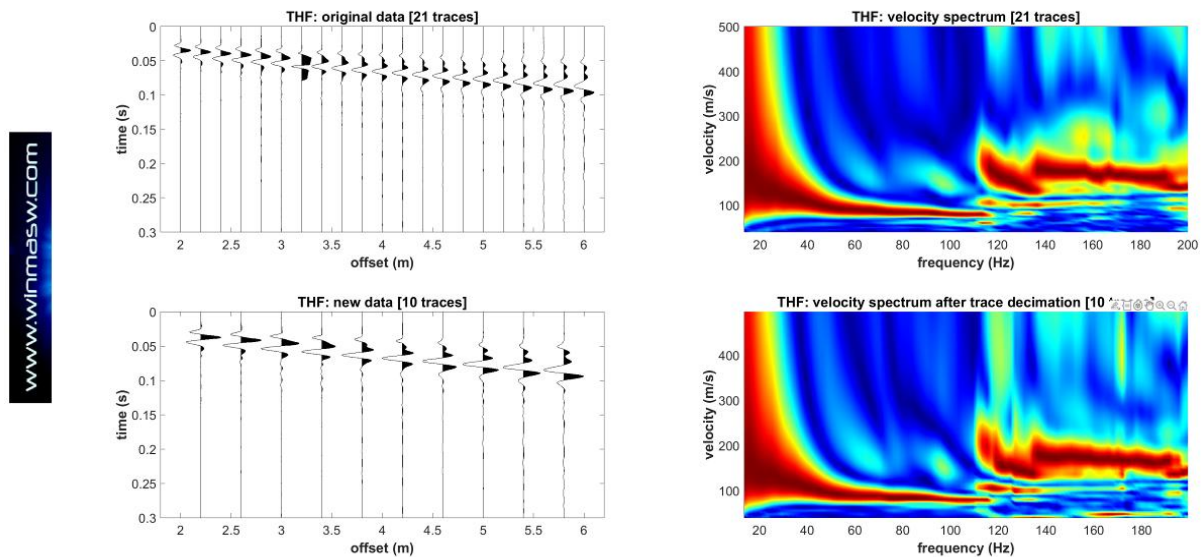 www.winmasw.com
THF: original data [21 traces]
0
0.05
0.1
0.15
0.2
0.25
0.3
time (s)
2 2.5 3 3.5 4 4.5 5 5.5 6
offset (m)
THF: velocity spectrum [21 traces]
500
400
300
200
100
velocity (m/s)
20 40 60 80 100 120 140 160 180 200
frequency (Hz)
THF: new data [10 traces]
0
0.05
0.1
0.15
0.2
0.25
0.3
time (s)
2 2.5 3 3.5 4 4.5 5 5.5 6
offset (m)
THF: velocity spectrum after trace decimation [10
400
300
200
100
velocity (m/s)
20 40 60 80 100 120 140 160 180
frequency (Hz)